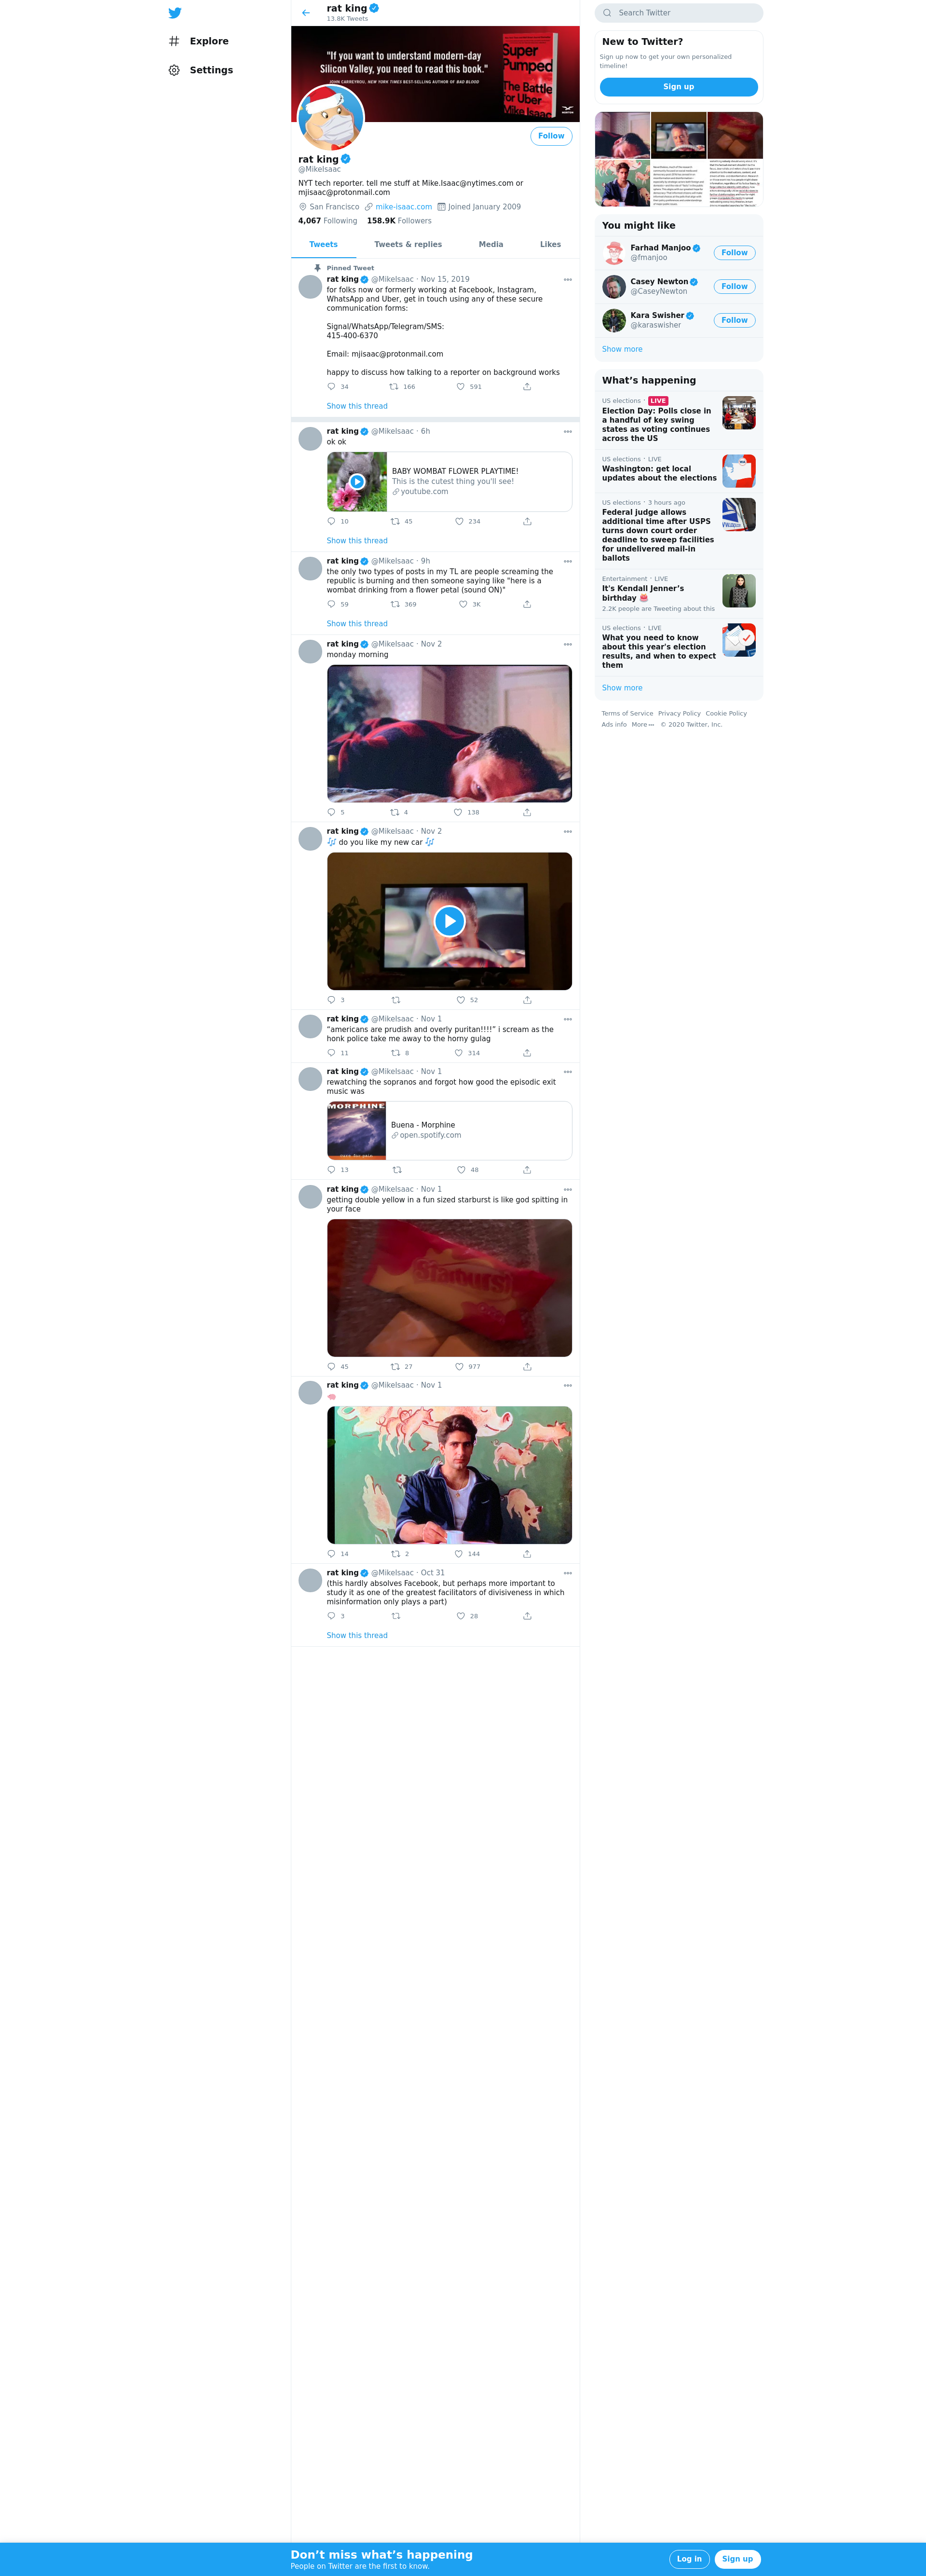 Explore
Settings
rat king
13.8K Tweets
"If you want to understand modern-day
Silicon Valley, you need to read this book."
JOHN CARREYROU, NEW YORK TIMES BEST-SELLING AUTHOR OF BAD BLOOD
Super
Pumped
The Battle
for Uber
Mike Isaac
NORTON
Follow
rat king
@MikeIsaac
NYT tech reporter. tell me stuff at Mike.Isaac@nytimes.com or
mjisaac@protonmail.com
San Francisco mike-isaac.com Joined January 2009
4,067 Following 158.9K Followers
Tweets Tweets & replies Media Likes
Pinned Tweet
rat king @MikeIsaac · Nov 15, 2019
for folks now or formerly working at Facebook, Instagram,
WhatsApp and Uber, get in touch using any of these secure
communication forms:
Signal/WhatsApp/Telegram/SMS:
415-400-6370
Email: mjisaac@protonmail.com
happy to discuss how talking to a reporter on background works
34 166 591
Show this thread
rat king @MikeIsaac · 6h
ok ok
BABY WOMBAT FLOWER PLAYTIME!
This is the cutest thing you'll see!
youtube.com
10 45 234
Show this thread
rat king @MikeIsaac · 9h
the only two types of posts in my TL are people screaming the
republic is burning and then someone saying like "here is a
wombat drinking from a flower petal (sound ON)"
59 369 3K
Show this thread
rat king @MikeIsaac · Nov 2
monday morning
5 4 138
rat king @MikeIsaac · Nov 2
🎶 do you like my new car 🎶
3 52
rat king @MikeIsaac · Nov 1
“americans are prudish and overly puritan!!!!” i scream as the
honk police take me away to the horny gulag
11 8 314
rat king @MikeIsaac · Nov 1
rewatching the sopranos and forgot how good the episodic exit
music was
MORPHINE
Buena - Morphine
open.spotify.com
13 48
rat king @MikeIsaac · Nov 1
getting double yellow in a fun sized starburst is like god spitting in
your face
Starburst
45 27 977
rat king @MikeIsaac · Nov 1
14 2 144
rat king @MikeIsaac · Oct 31
(this hardly absolves Facebook, but perhaps more important to
study it as one of the greatest facilitators of divisiveness in which
misinformation only plays a part)
3 28
Show this thread
Search Twitter
New to Twitter?
Sign up now to get your own personalized
timeline!
Sign up
You might like
Farhad Manjoo
@fmanjoo
Follow
Casey Newton
@CaseyNewton
Follow
Kara Swisher
@karaswisher
Follow
Show more
What’s happening
US elections · LIVE
Election Day: Polls close in
a handful of key swing
states as voting continues
across the US
US elections · LIVE
Washington: get local
updates about the elections
US elections · 3 hours ago
Federal judge allows
additional time after USPS
turns down court order
deadline to sweep facilities
for undelivered mail-in
ballots
Entertainment · LIVE
It's Kendall Jenner’s
birthday 🎂
2.2K people are Tweeting about this
US elections · LIVE
What you need to know
about this year's election
results, and when to expect
them
Show more
Terms of Service Privacy Policy Cookie Policy
Ads info More © 2020 Twitter, Inc.
Don’t miss what’s happening
People on Twitter are the first to know.
Log in
Sign up